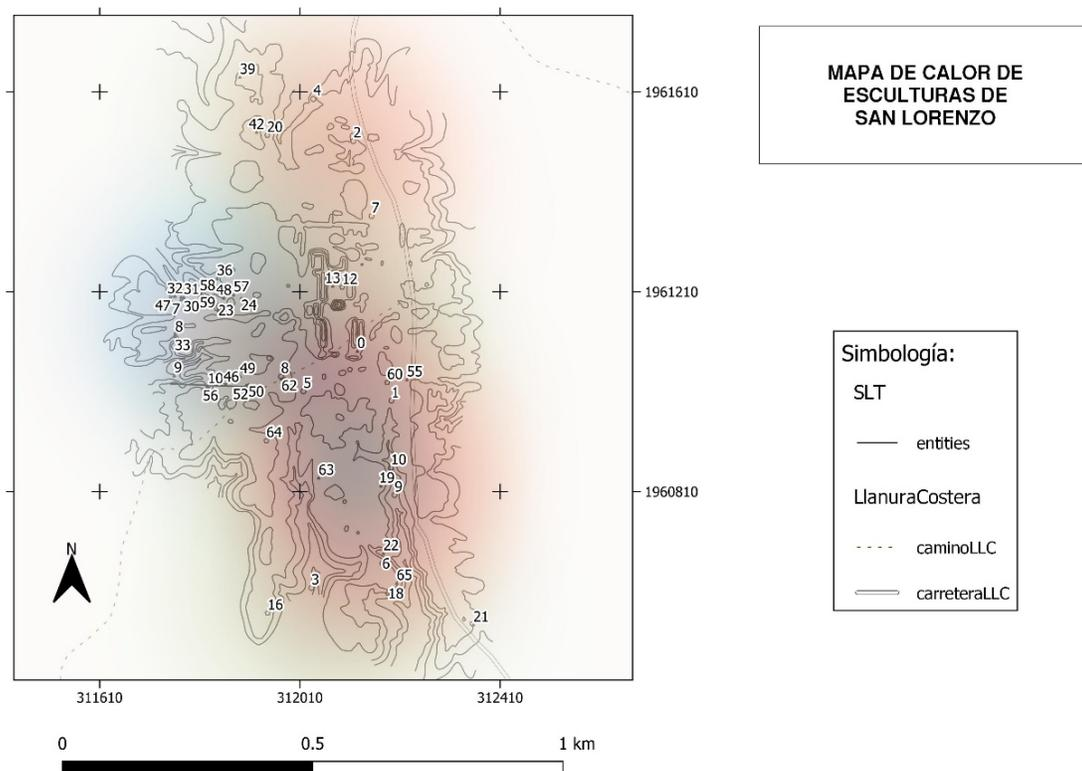 MAPA DE CALOR DE
ESCULTURAS DE
SAN LORENZO
39
4
1961610
42 20
2
7
36
13 12
32 31 58 48 57
1961210
47 7 30 59 23 24
8
33
0
9
49 8
60 55
10 46
62 5
56 52 50
1
64
10
63
19
9
1960810
22
6
3
65
18
16
21
N
311610
312010
312410
0 0.5 1 km
Simbología:
SLT
entities
LlanuraCostera
caminoLLC
carreteraLLC